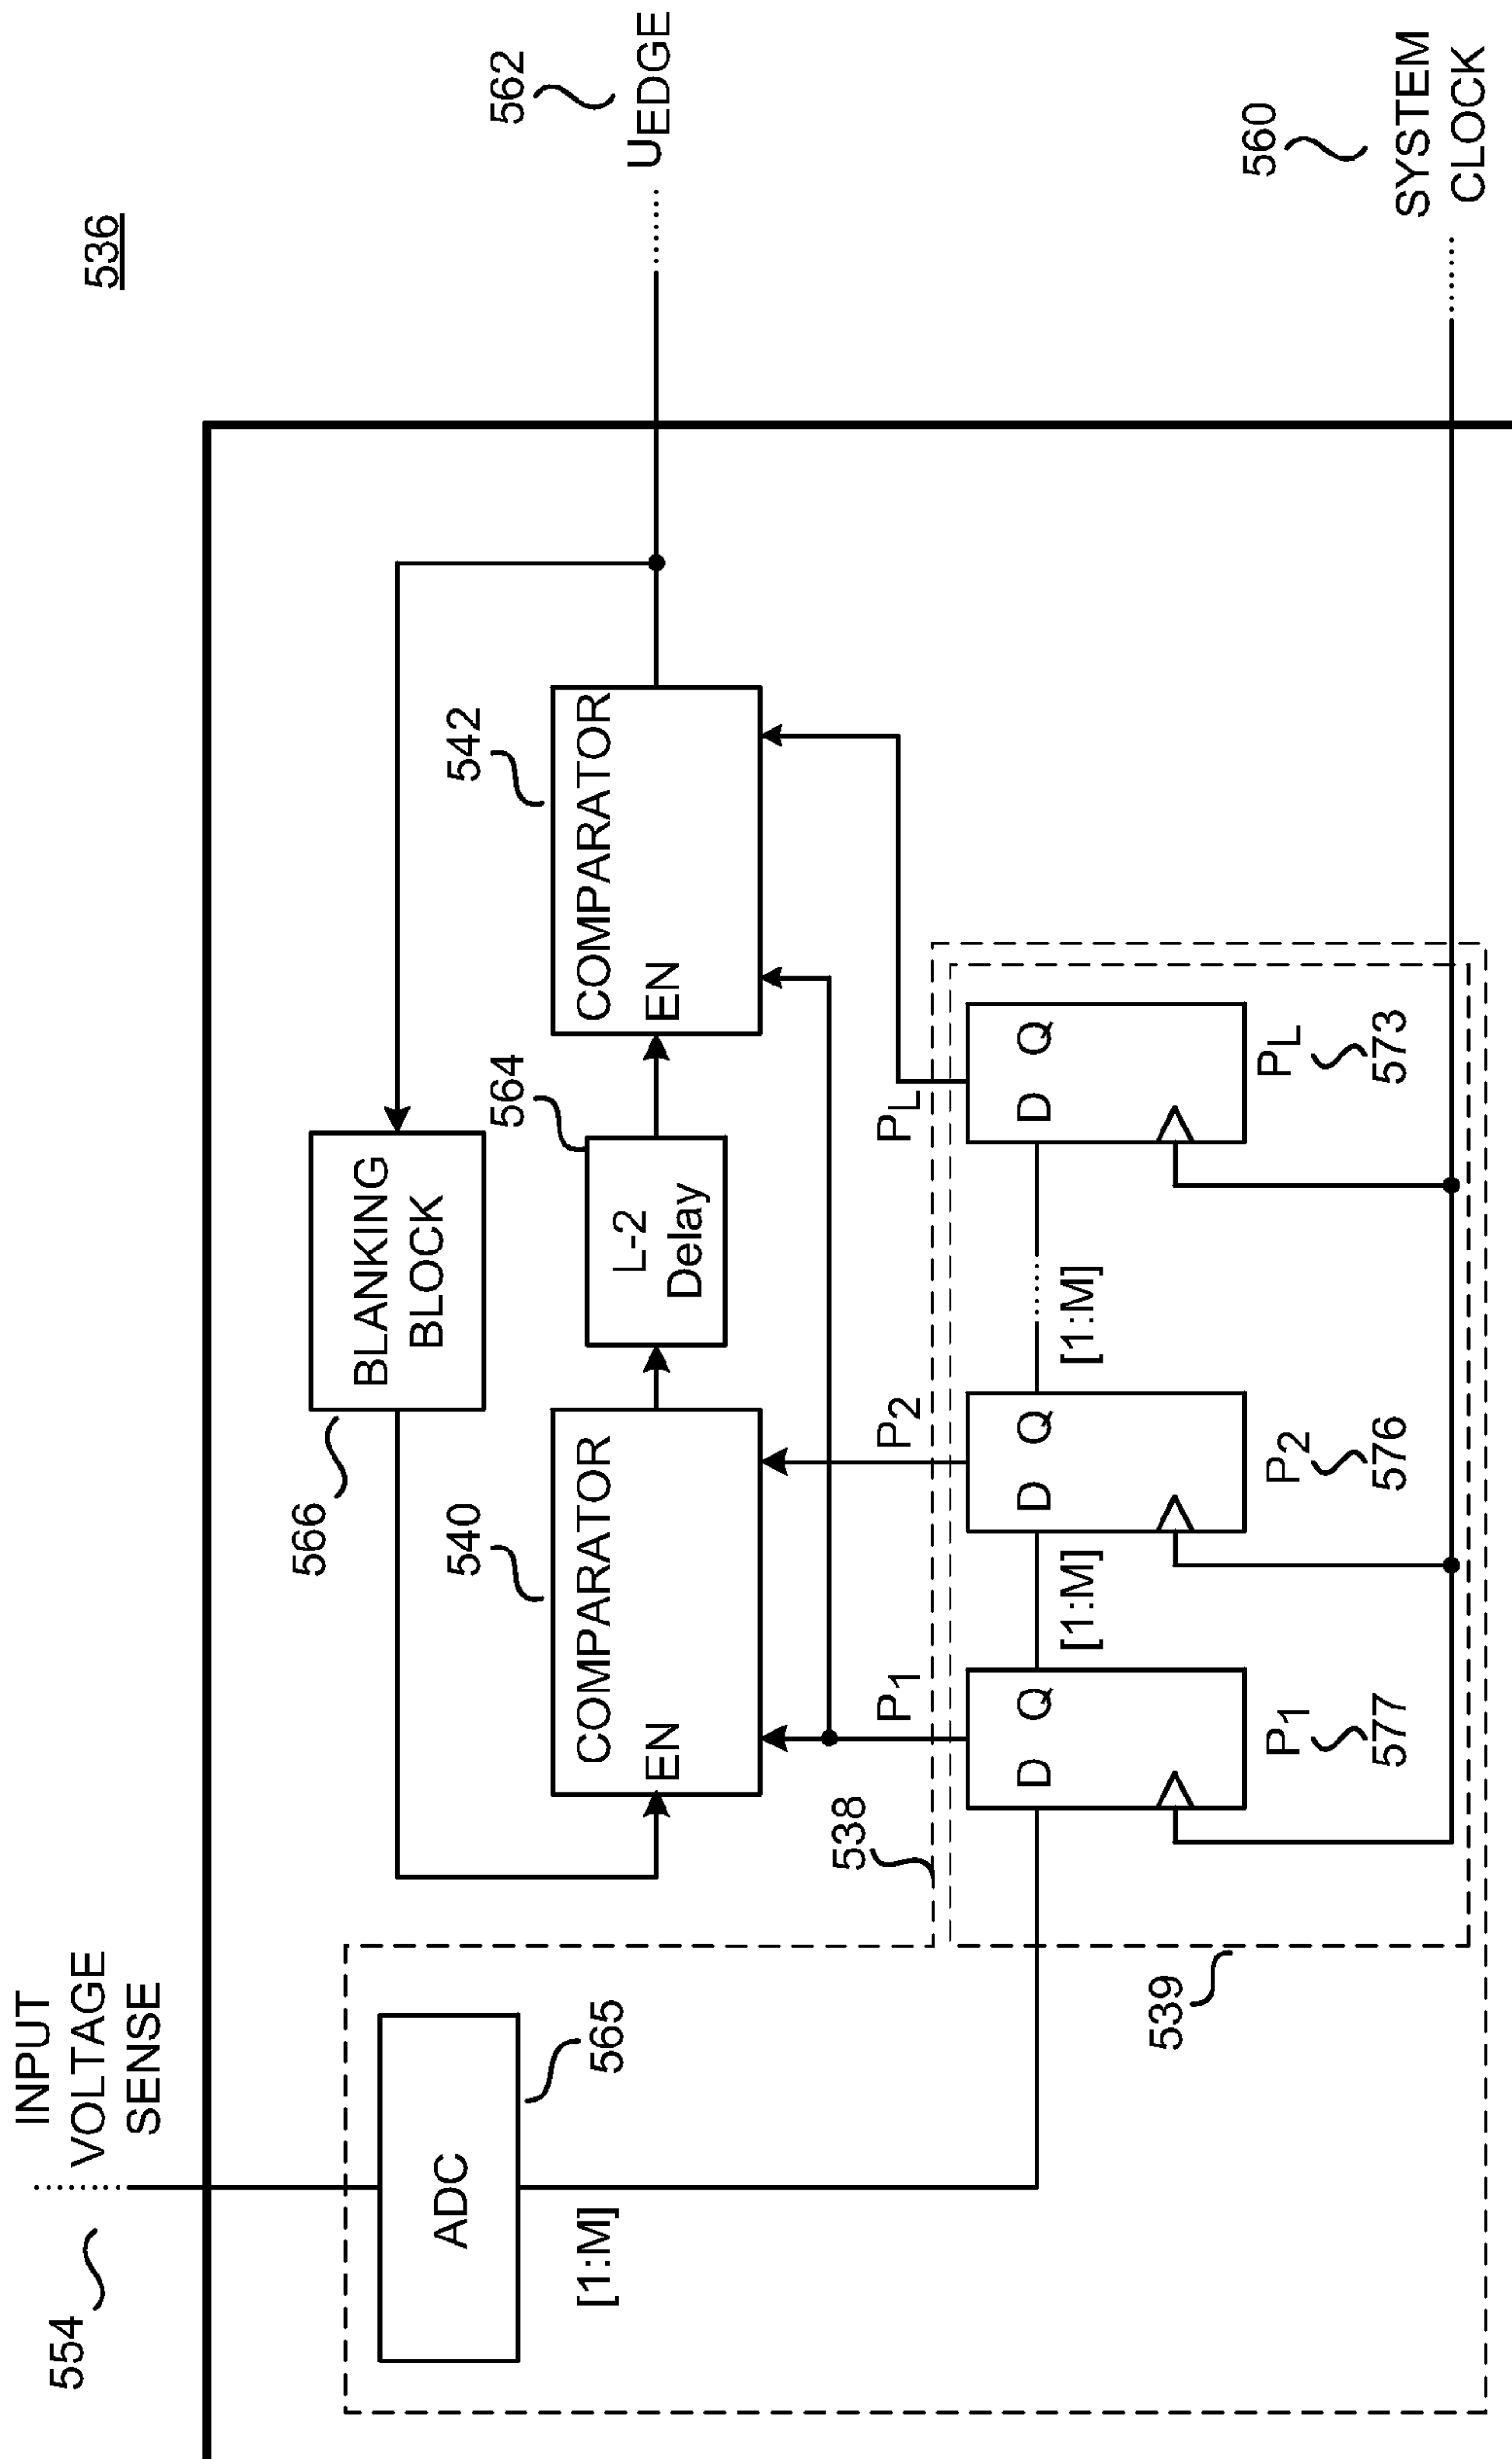 536
INPUT
VOLTAGE
SENSE
554
ADC
565
[1:M]
566
BLANKING
BLOCK
540
COMPARATOR
EN
564
L-2
Delay
542
COMPARATOR
EN
562
UEDGE
538
P1
P2
PL
539
D Q
[1:M]
D Q
[1:M]
D Q
P1
577
P2
576
PL
573
560
SYSTEM
CLOCK